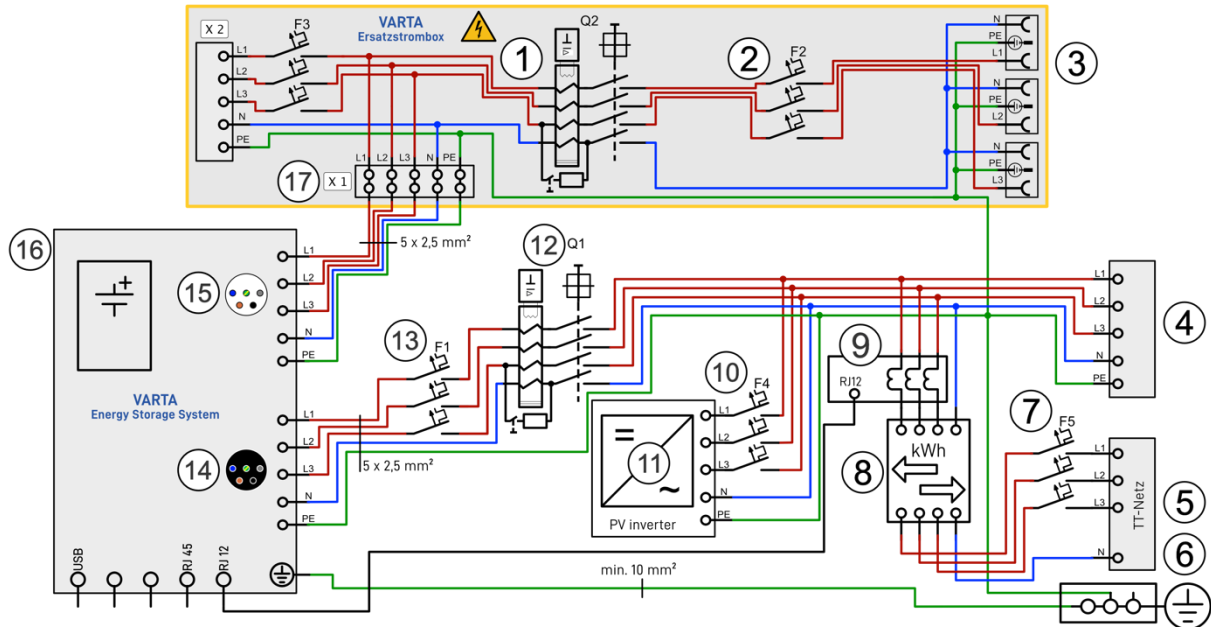 X 2
F3
VARTA
Ersatzstrombox
Q2
1
2
F2
3
L1
L2
L3
N
PE
N
PE
L1
N
PE
L2
N
PE
L3
L1 L2 L3 N PE
17
X 1
5 x 2,5 mm²
16
L1
L2
L3
N
PE
15
VARTA
Energy Storage System
12
Q1
13
F1
L1
L2
L3
N
PE
4
9
RJ12
10
F4
L1
L2
L3
N
PE
11
PV inverter
7
F5
kWh
8
L1
L2
L3
N
TT-Netz
5
6
L1
L2
L3
N
PE
14
5 x 2,5 mm²
USB
RJ 45
RJ 12
min. 10 mm²